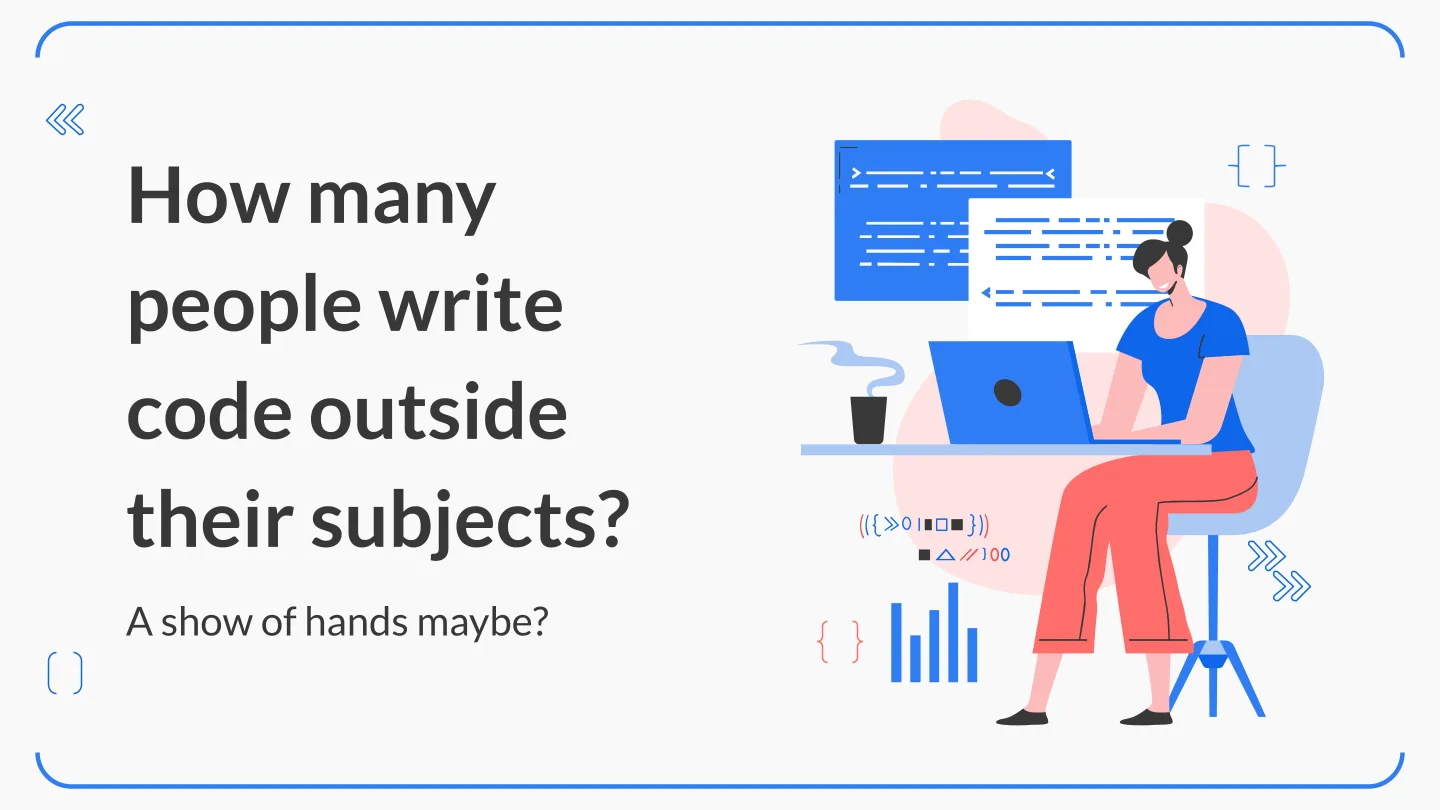 How many
people write
code outside
their subjects?
A show of hands maybe?